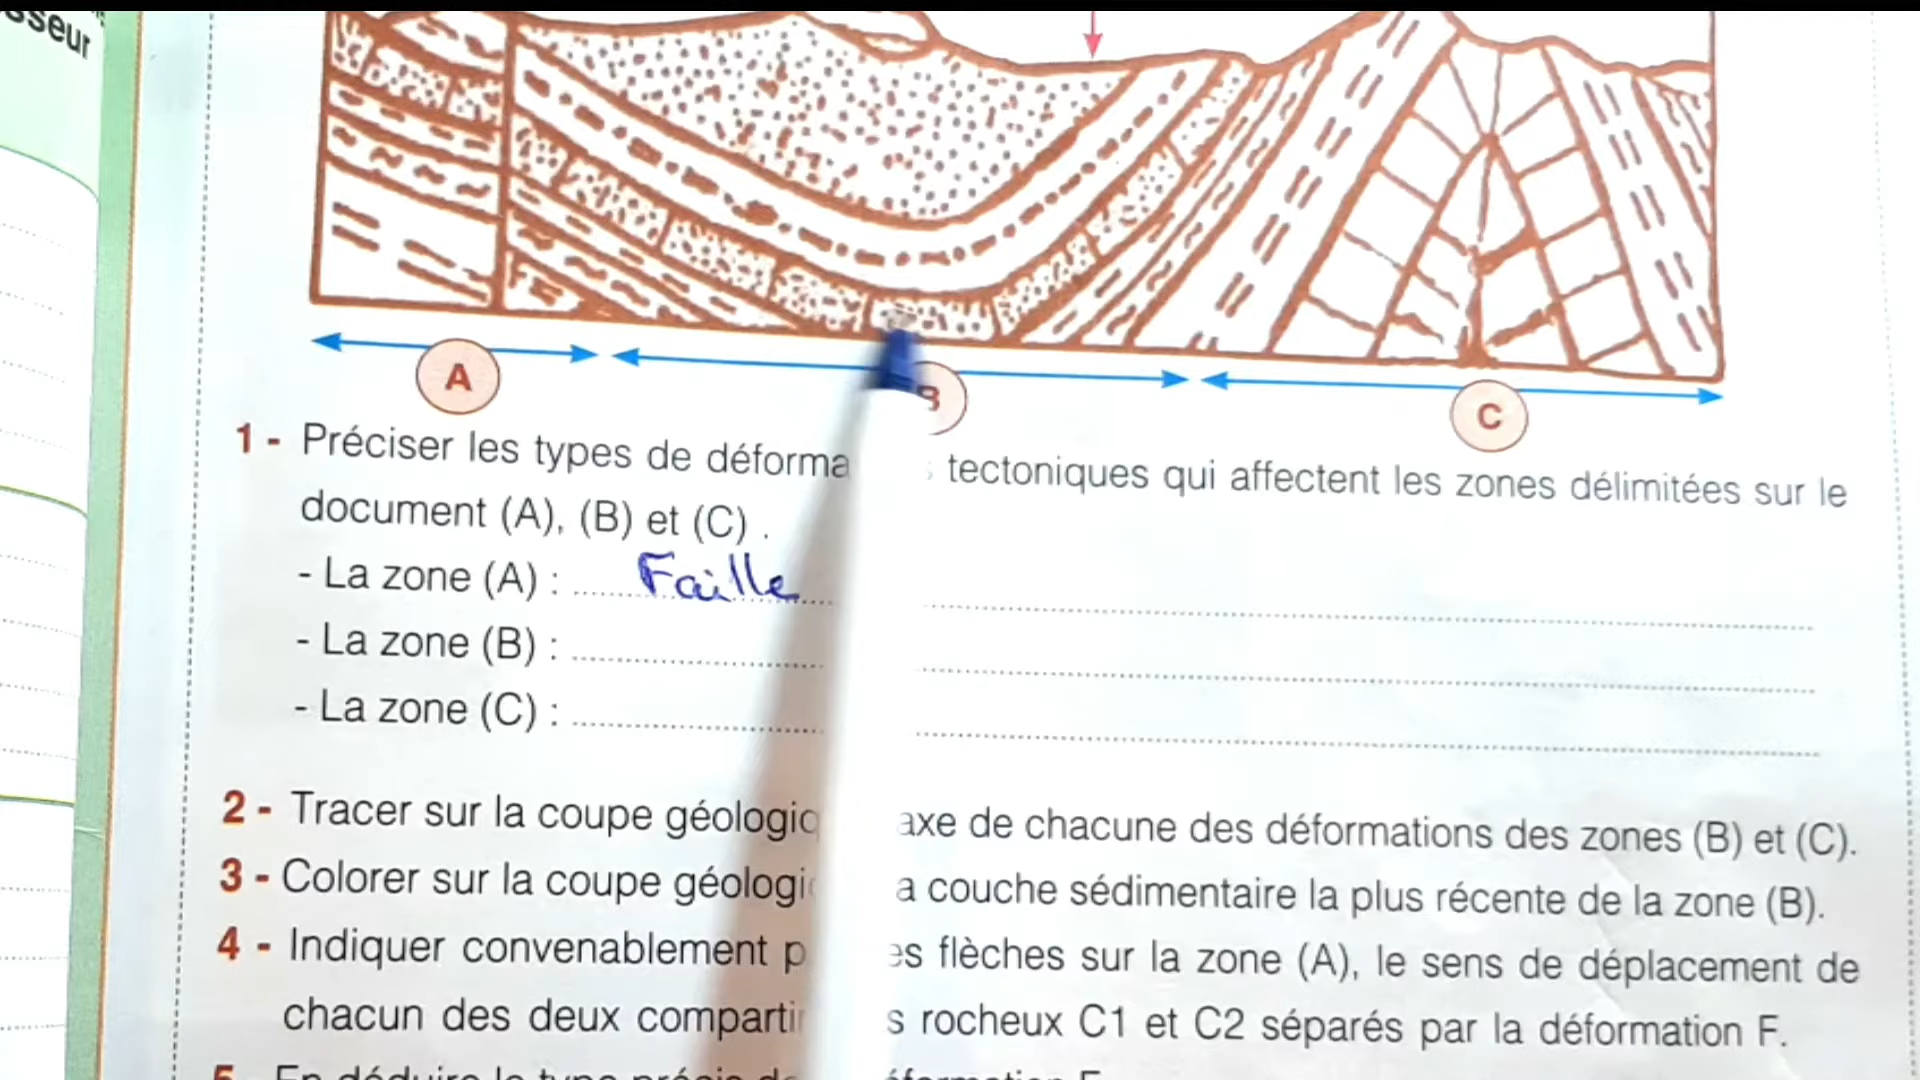 A
C
1 - Préciser les types de déforma tectoniques qui affectent les zones délimitées sur le
document (A), (B) et (C) .
- La zone (A) : Faille
- La zone (B) :
- La zone (C) :
2 - Tracer sur la coupe géologiq axe de chacune des déformations des zones (B) et (C).
3 - Colorer sur la coupe géologi a couche sédimentaire la plus récente de la zone (B).
4 - Indiquer convenablement p es flèches sur la zone (A), le sens de déplacement de
chacun des deux comparti s rocheux C1 et C2 séparés par la déformation F.